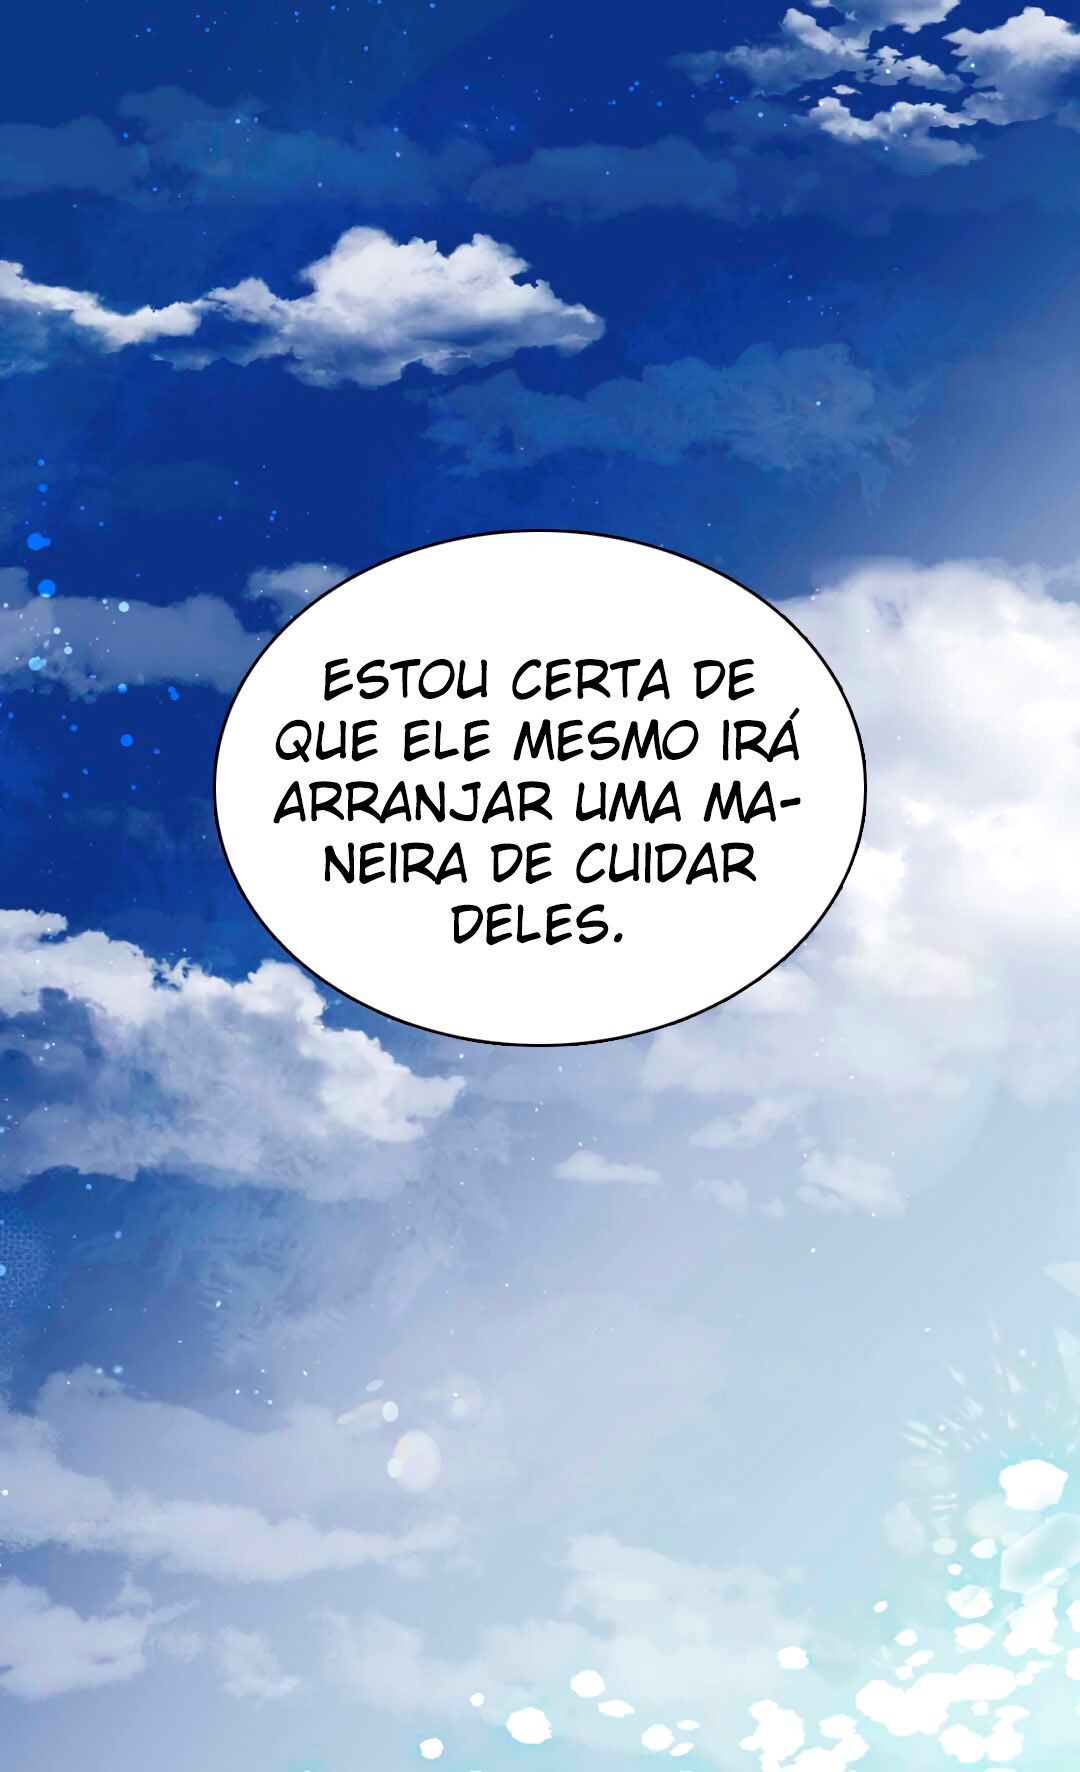 ESTOU CERTA DE
QUE ELE MESMO IRÁ
ARRANJAR UMA MA-
NEIRA DE CUIDAR
DELES.